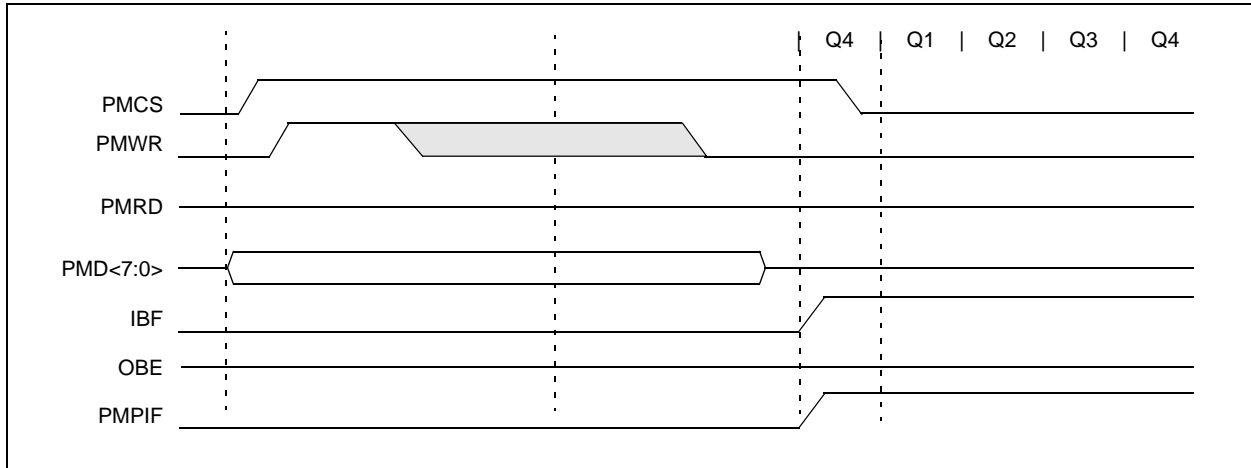 | Q4 | Q1 | Q2 | Q3 | Q4
PMCS
PMWR
PMRD
PMD<7:0>
IBF
OBE
PMPIF